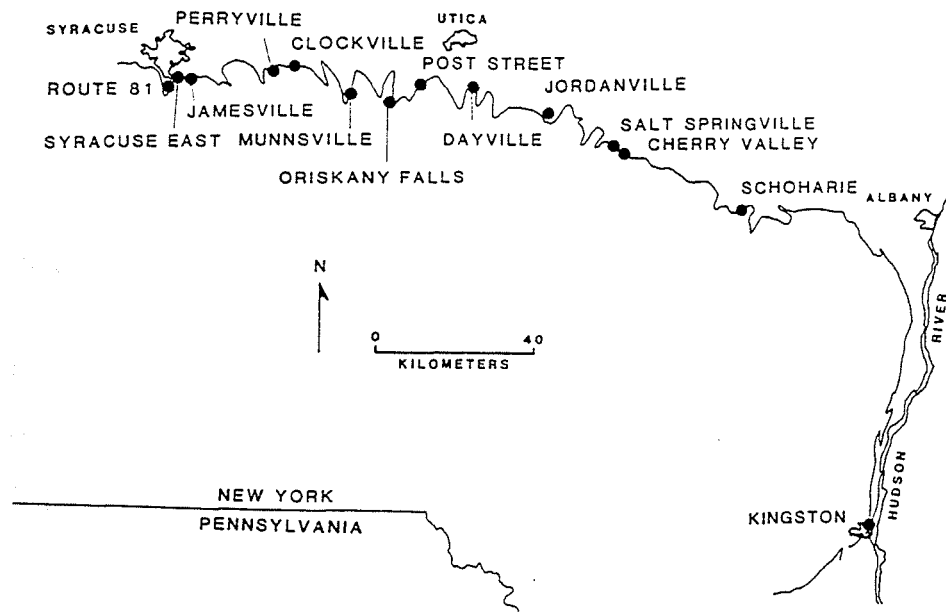 PERRYVILLE
UTICA
SYRACUSE
CLOCKVILLE
POST STREET
ROUTE 81
JORDANVILLE
JAMESVILLE
SYRACUSE EAST
MUNNSVILLE
DAYVILLE
SALT SPRINGVILLE
CHERRY VALLEY
ORISKANY FALLS
SCHOHARIE
ALBANY
N
0 40
KILOMETERS
RIVER
HUDSON
NEW YORK
PENNSYLVANIA
KINGSTON